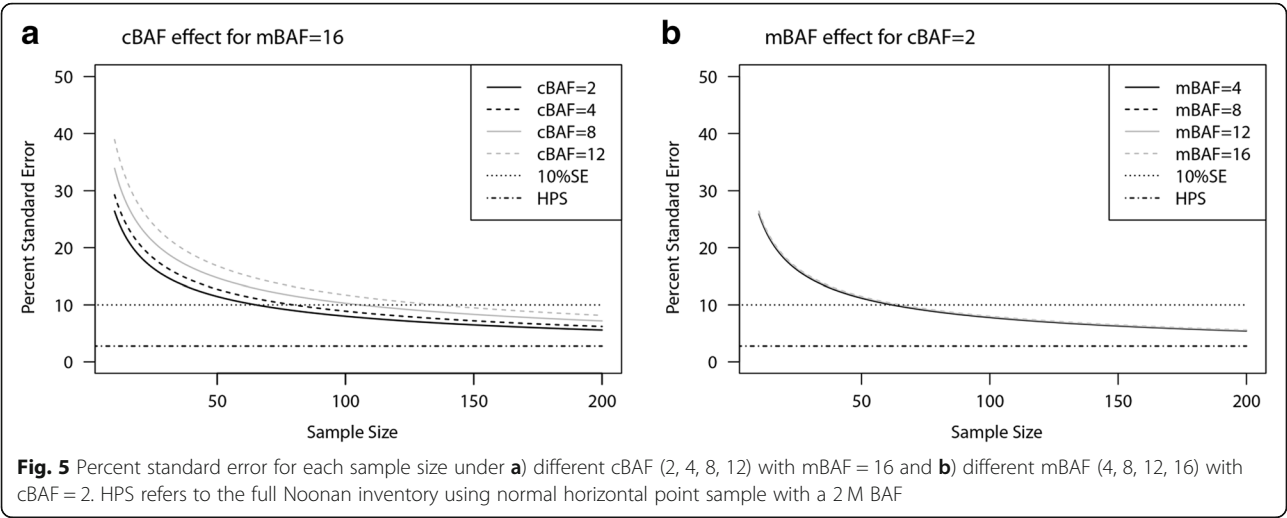 a
cBAF effect for mBAF=16
Percent Standard Error
50
40
30
20
10
0
cBAF=2
cBAF=4
cBAF=8
cBAF=12
10%SE
HPS
50
100
150
200
Sample Size
b
mBAF effect for cBAF=2
Percent Standard Error
50
40
30
20
10
0
mBAF=4
mBAF=8
mBAF=12
mBAF=16
10%SE
HPS
50
100
150
200
Sample Size
Fig. 5 Percent standard error for each sample size under a) different cBAF (2, 4, 8, 12) with mBAF = 16 and b) different mBAF (4, 8, 12, 16) with
cBAF = 2. HPS refers to the full Noonan inventory using normal horizontal point sample with a 2 M BAF